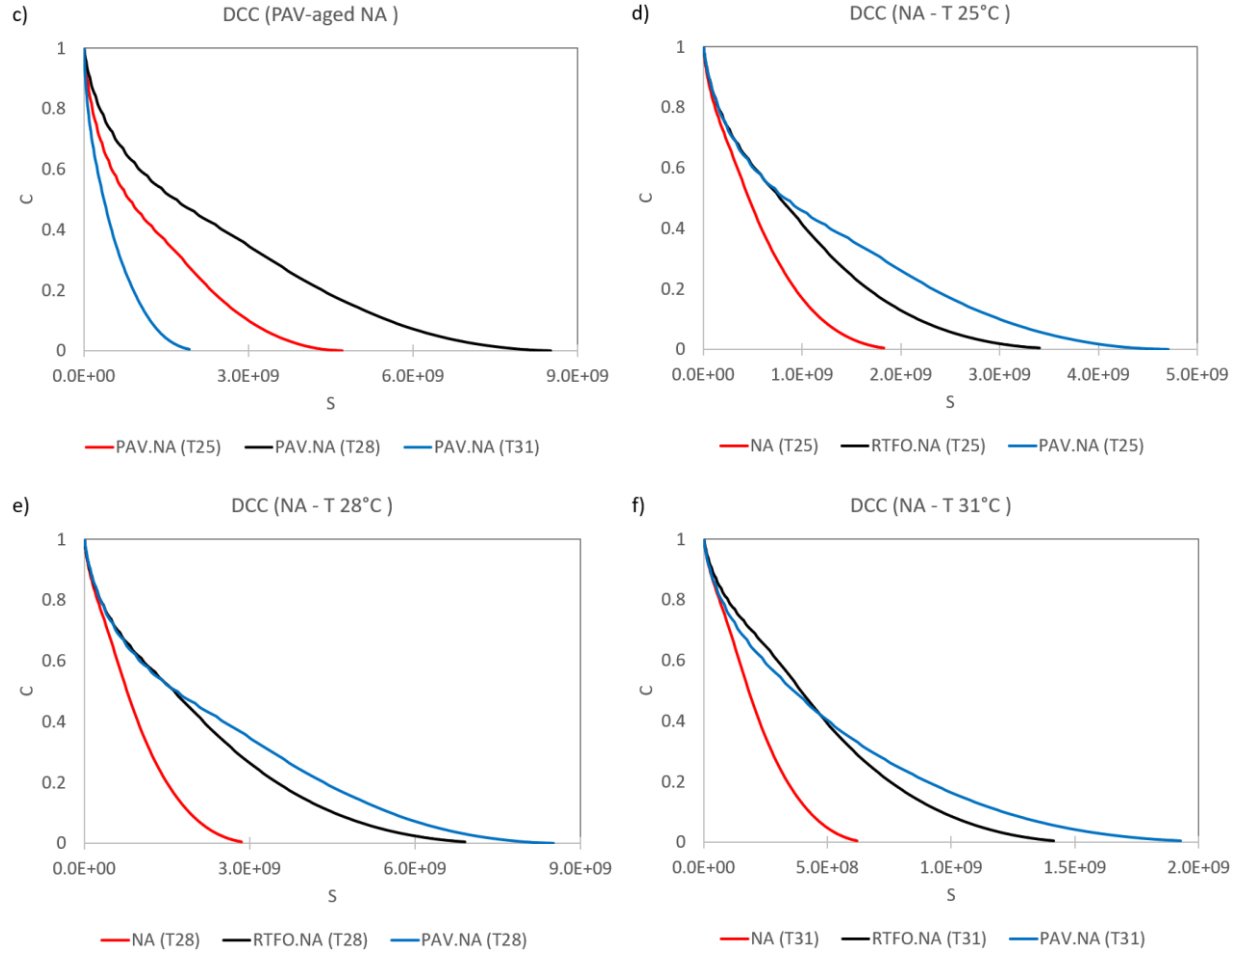 c)
DCC (PAV-aged NA )
1
0.8
0.6
0.4
0.2
0
C
0.0E+00 3.0E+09 6.0E+09 9.0E+09
S
PAV.NA (T25) PAV.NA (T28) PAV.NA (T31)
d)
DCC (NA - T 25°C )
1
0.8
0.6
0.4
0.2
0
C
0.0E+00 1.0E+09 2.0E+09 3.0E+09 4.0E+09 5.0E+09
S
NA (T25) RTFO.NA (T25) PAV.NA (T25)
e)
DCC (NA - T 28°C )
1
0.8
0.6
0.4
0.2
0
C
0.0E+00 3.0E+09 6.0E+09 9.0E+09
S
NA (T28) RTFO.NA (T28) PAV.NA (T28)
f)
DCC (NA - T 31°C )
1
0.8
0.6
0.4
0.2
0
C
0.0E+00 5.0E+08 1.0E+09 1.5E+09 2.0E+09
S
NA (T31) RTFO.NA (T31) PAV.NA (T31)